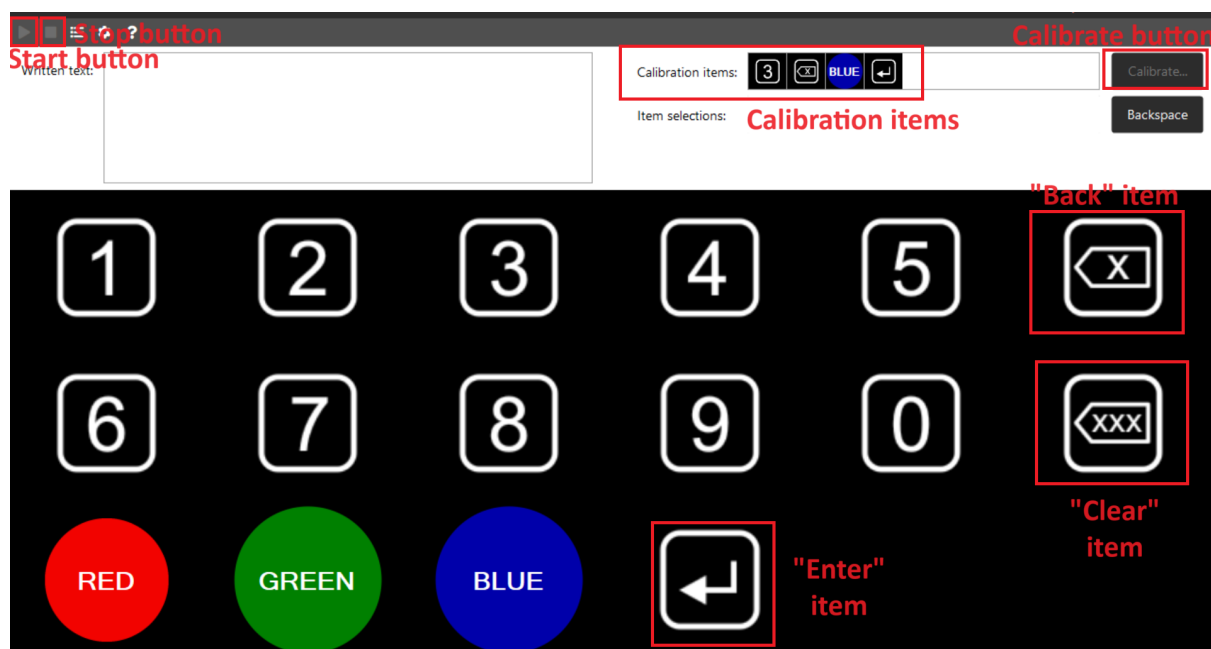 ? Stop button
Calibrate button
Start button
Written text:
Calibration items: 3 X BLUE
Calibrate...
Item selections:
Calibration items
Backspace
"Back" item
1 2 3 4 5 X
6 7 8 9 0 XXX
"Clear"
item
RED GREEN BLUE
"Enter"
item